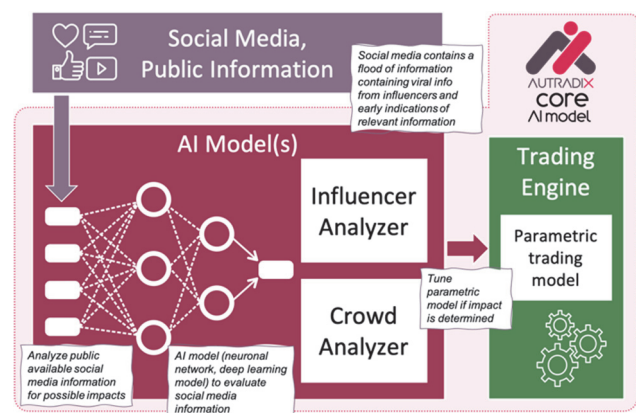 Social Media,
Public Information
Social media contains a
flood of information
containing viral info
from influencers and
early indications of
relevant information
AUTRADIX
core
AI model
AI Model(s)
Influencer
Analyzer
Crowd
Analyzer
Trading
Engine
Parametric
trading
model
Tune
parametric
model if impact
is determined
Analyze public
available social
media information
for possible impacts
AI model (neuronal
network, deep learning
model) to evaluate
social media
information